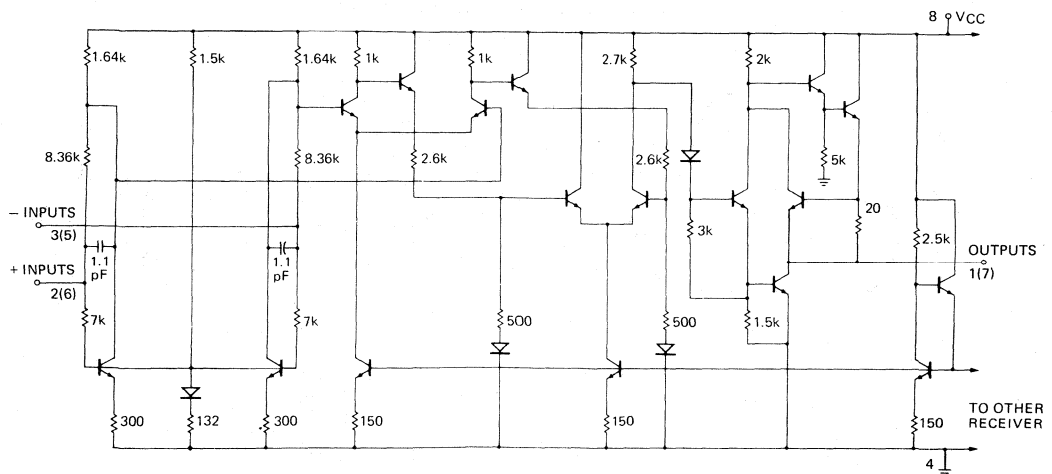 8 VCC
1.64k
1.5k
1.64k
1k
1k
2.7k
2k
8.36k
8.36k
2.6k
2.6k
5k
– INPUTS
3(5)
20
3k
2.5k
1.1
pF
1.1
pF
OUTPUTS
1(7)
+ INPUTS
2(6)
7k
7k
500
500
1.5k
300
132
300
150
150
150
TO OTHER
RECEIVER
4